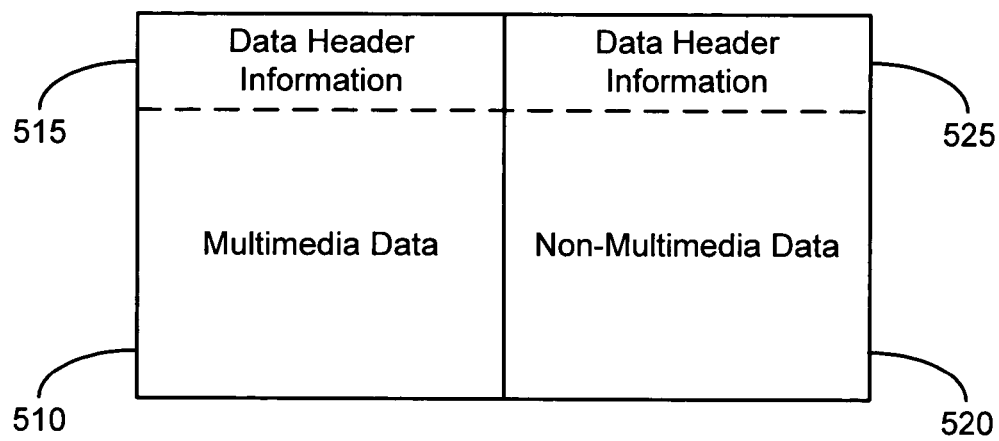 Data Header
Information
Data Header
Information
515
525
Multimedia Data
Non-Multimedia Data
510
520